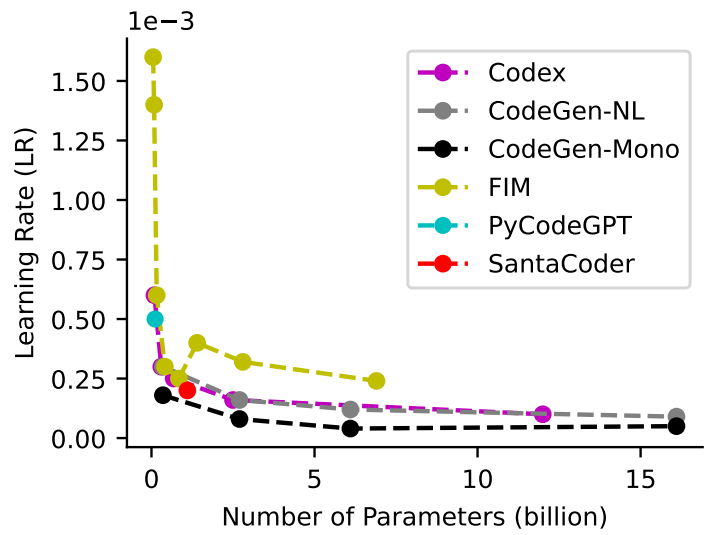 1e−3
1.50
1.25
1.00
0.75
0.50
0.25
0.00
Learning Rate (LR)
Codex
CodeGen-NL
CodeGen-Mono
FIM
PyCodeGPT
SantaCoder
0 5 10 15
Number of Parameters (billion)